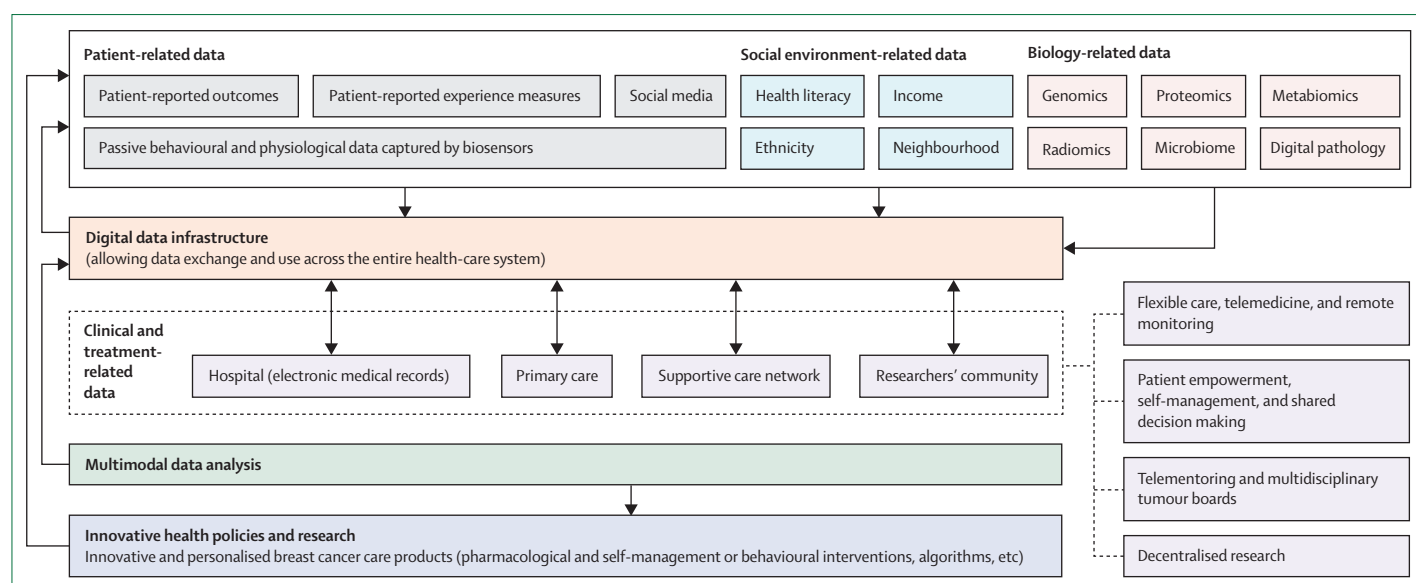 Patient-related data
Patient-reported outcomes
Patient-reported experience measures
Social media
Passive behavioural and physiological data captured by biosensors
Social environment-related data
Health literacy
Income
Ethnicity
Neighbourhood
Biology-related data
Genomics
Proteomics
Metabiomics
Radiomics
Microbiome
Digital pathology
Digital data infrastructure
(allowing data exchange and use across the entire health-care system)
Clinical and
treatment-
related
data
Hospital (electronic medical records)
Primary care
Supportive care network
Researchers' community
Flexible care, telemedicine, and remote
monitoring
Patient empowerment,
self-management, and shared
decision making
Telementoring and multidisciplinary
tumour boards
Decentralised research
Multimodal data analysis
Innovative health policies and research
Innovative and personalised breast cancer care products (pharmacological and self-management or behavioural interventions, algorithms, etc)